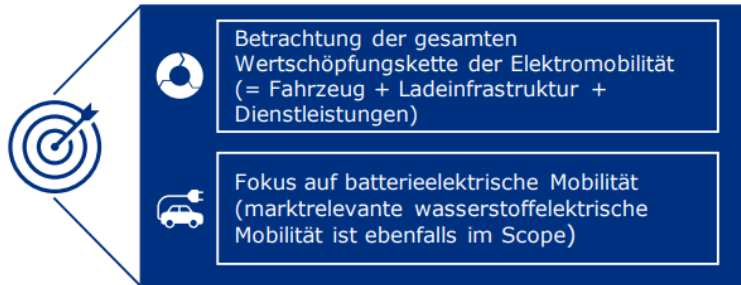 Betrachtung der gesamten
Wertschöpfungskette der Elektromobilität
(= Fahrzeug + Ladeinfrastruktur +
Dienstleistungen)
Fokus auf batterieelektrische Mobilität
(marktrelevante wasserstoffelektrische
Mobilität ist ebenfalls im Scope)